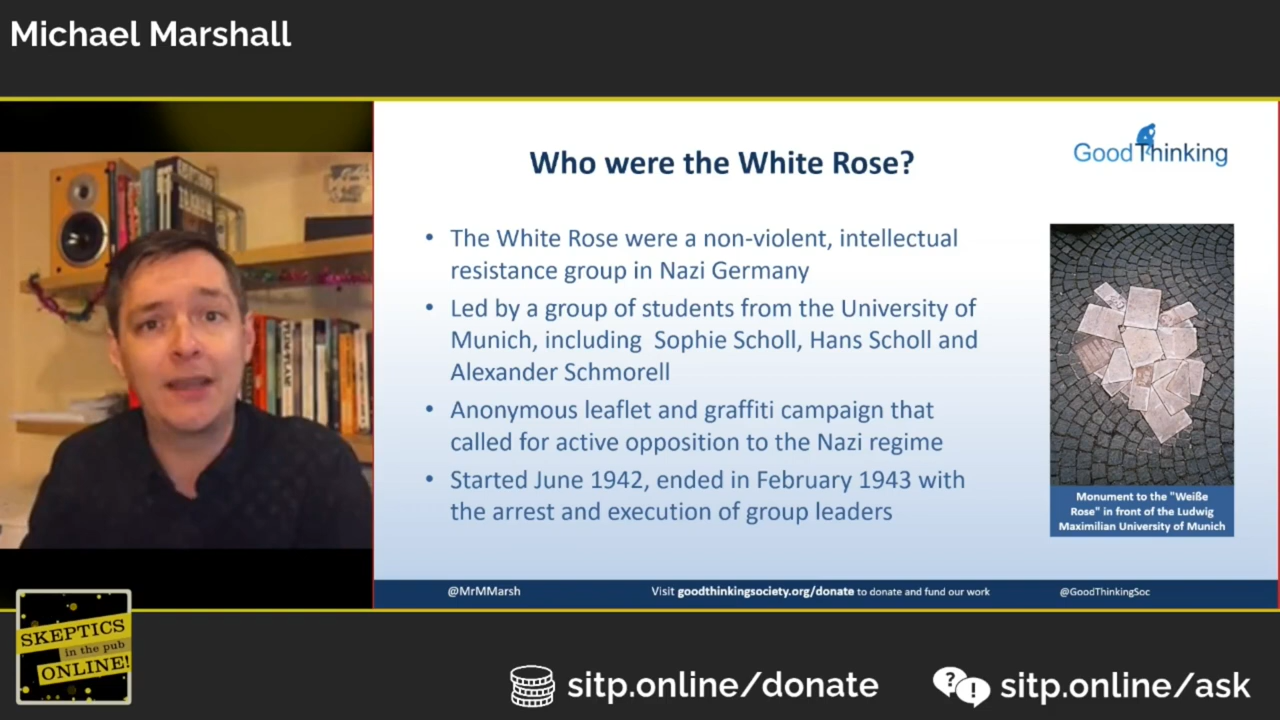 Michael Marshall
Who were the White Rose?
GoodThinking
• The White Rose were a non-violent, intellectual
resistance group in Nazi Germany
• Led by a group of students from the University of
Munich, including Sophie Scholl, Hans Scholl and
Alexander Schmorell
• Anonymous leaflet and graffiti campaign that
called for active opposition to the Nazi regime
• Started June 1942, ended in February 1943 with
the arrest and execution of group leaders
Monument to the "Weiße
Rose" in front of the Ludwig
Maximilian University of Munich
@MrMMarsh
Visit goodthinkingsociety.org/donate to donate and fund our work
@GoodThinkingSoc
SKEPTICS
in the pub
ONLINE!
sitp.online/donate
sitp.online/ask